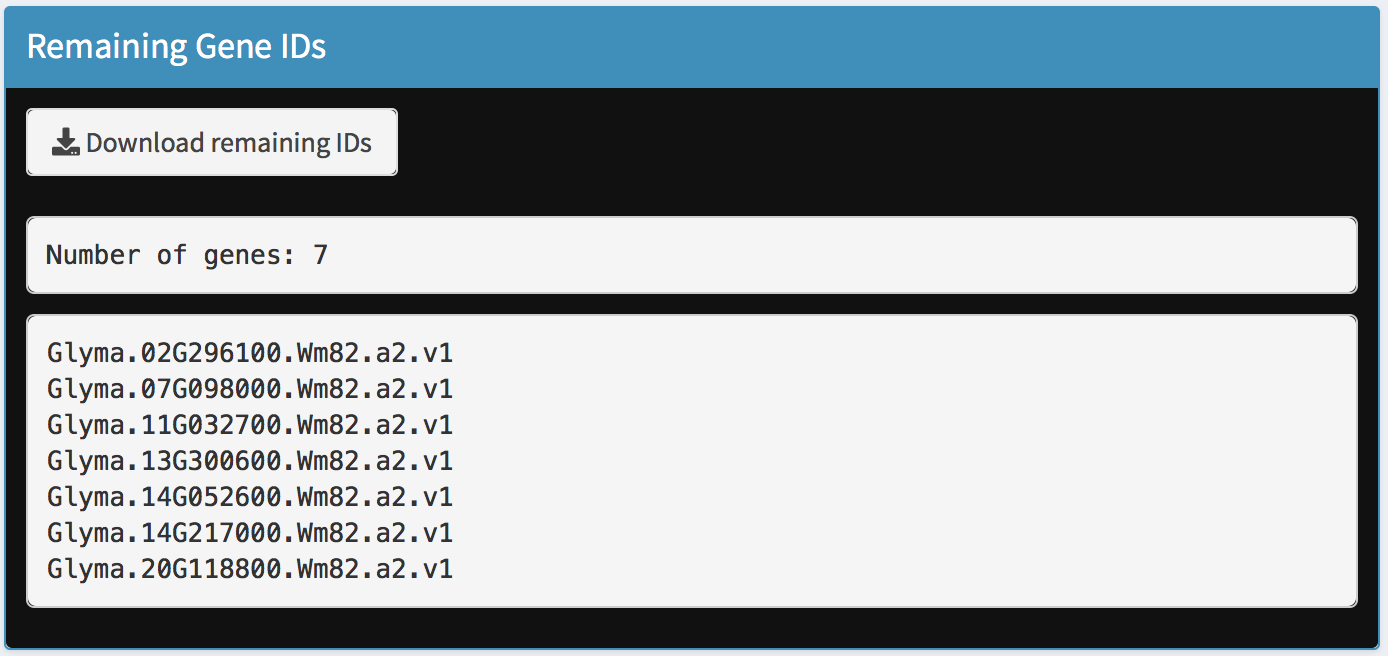 Remaining Gene IDs
Download remaining IDs
Number of genes: 7
Glyma.02G296100.Wm82.a2.v1
Glyma.07G098000.Wm82.a2.v1
Glyma.11G032700.Wm82.a2.v1
Glyma.13G300600.Wm82.a2.v1
Glyma.14G052600.Wm82.a2.v1
Glyma.14G217000.Wm82.a2.v1
Glyma.20G118800.Wm82.a2.v1